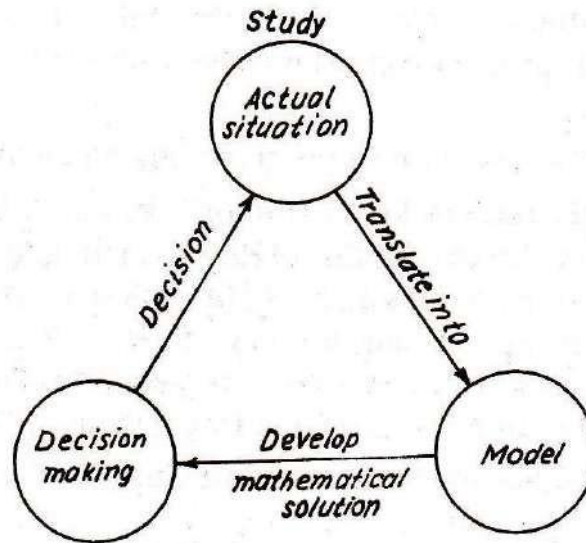 Study
Actual
situation
Translate into
Decision
Model
Develop
mathematical
solution
Decision
making